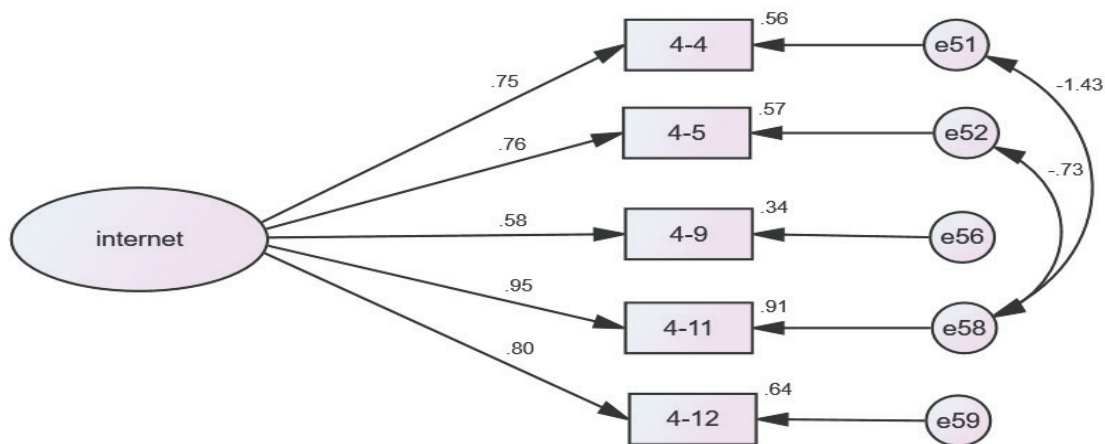 .56
4-4
e51
.75
-1.43
.57
4-5
e52
.76
-.73
.34
.58
4-9
e56
internet
.95
.91
4-11
e58
.80
.64
4-12
e59